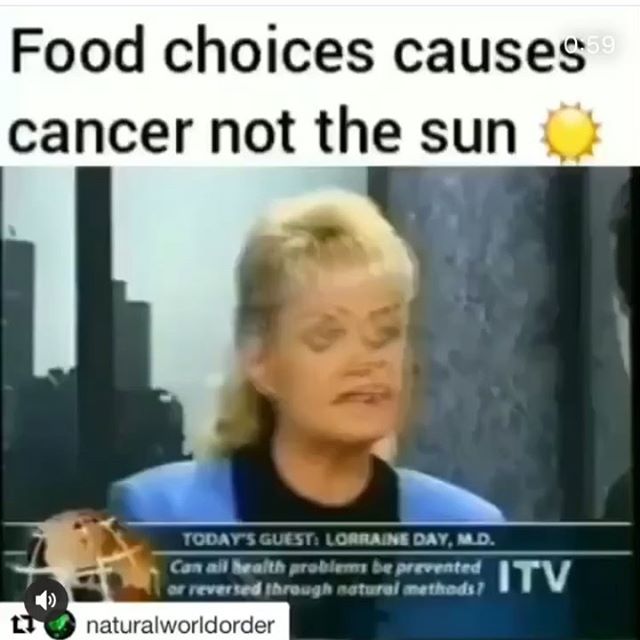 Food choices causes
0:59
cancer not the sun
TODAY'S GUEST: LORRAINE DAY, M.D.
Can all health problems be prevented
or reversed through natural methods?
ITV
naturalworldorder